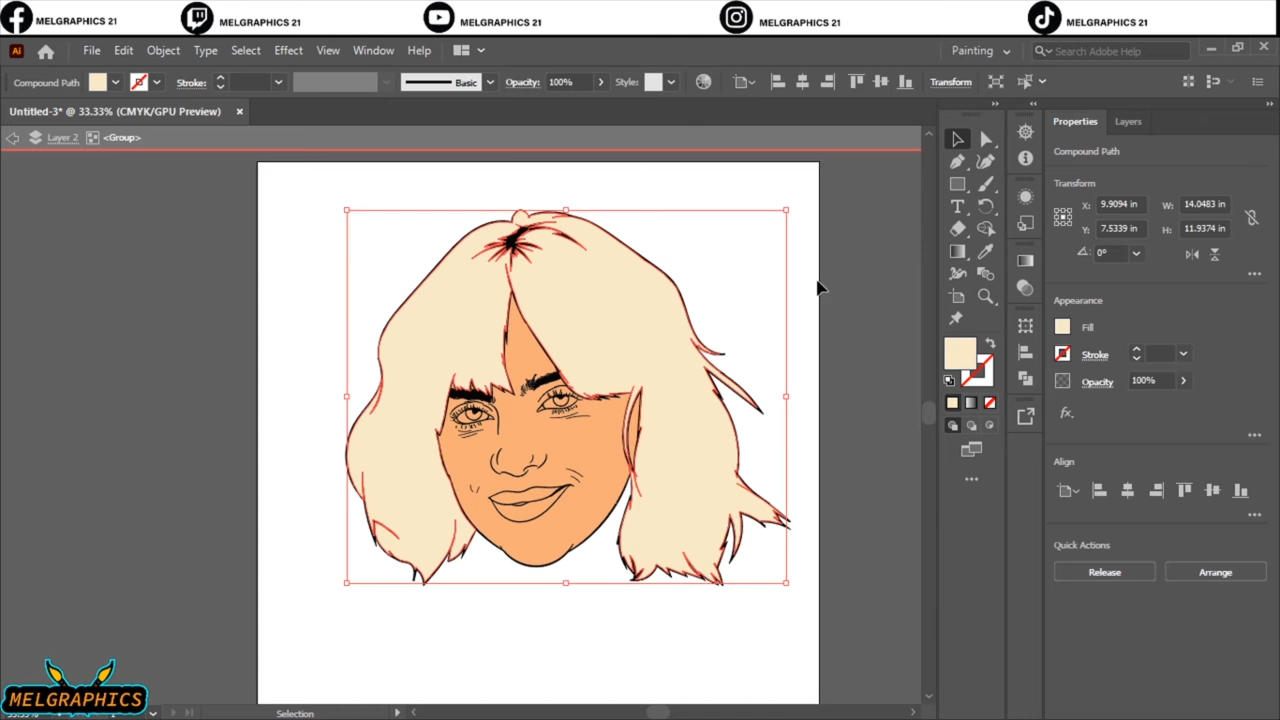 MELGRAPHICS 21 MELGRAPHICS 21 MELGRAPHICS 21 MELGRAPHICS 21 MELGRAPHICS 21
Ai File Edit Object Type Select Effect View Window Help Painting Search Adobe Help
Compound Path Stroke: Basic Opacity: 100% Style: Transform
Untitled-3* @ 33.33% (CMYK/GPU Preview)
Layer 2 <Group>
Properties Layers
Compound Path
Transform
X: 9.9094 in W: 14.0483 in
Y: 7.5339 in H: 11.9374 in
0°
Appearance
Fill
Stroke
Opacity 100%
fx.
Align
Quick Actions
Release Arrange
MELGRAPHICS
Selection